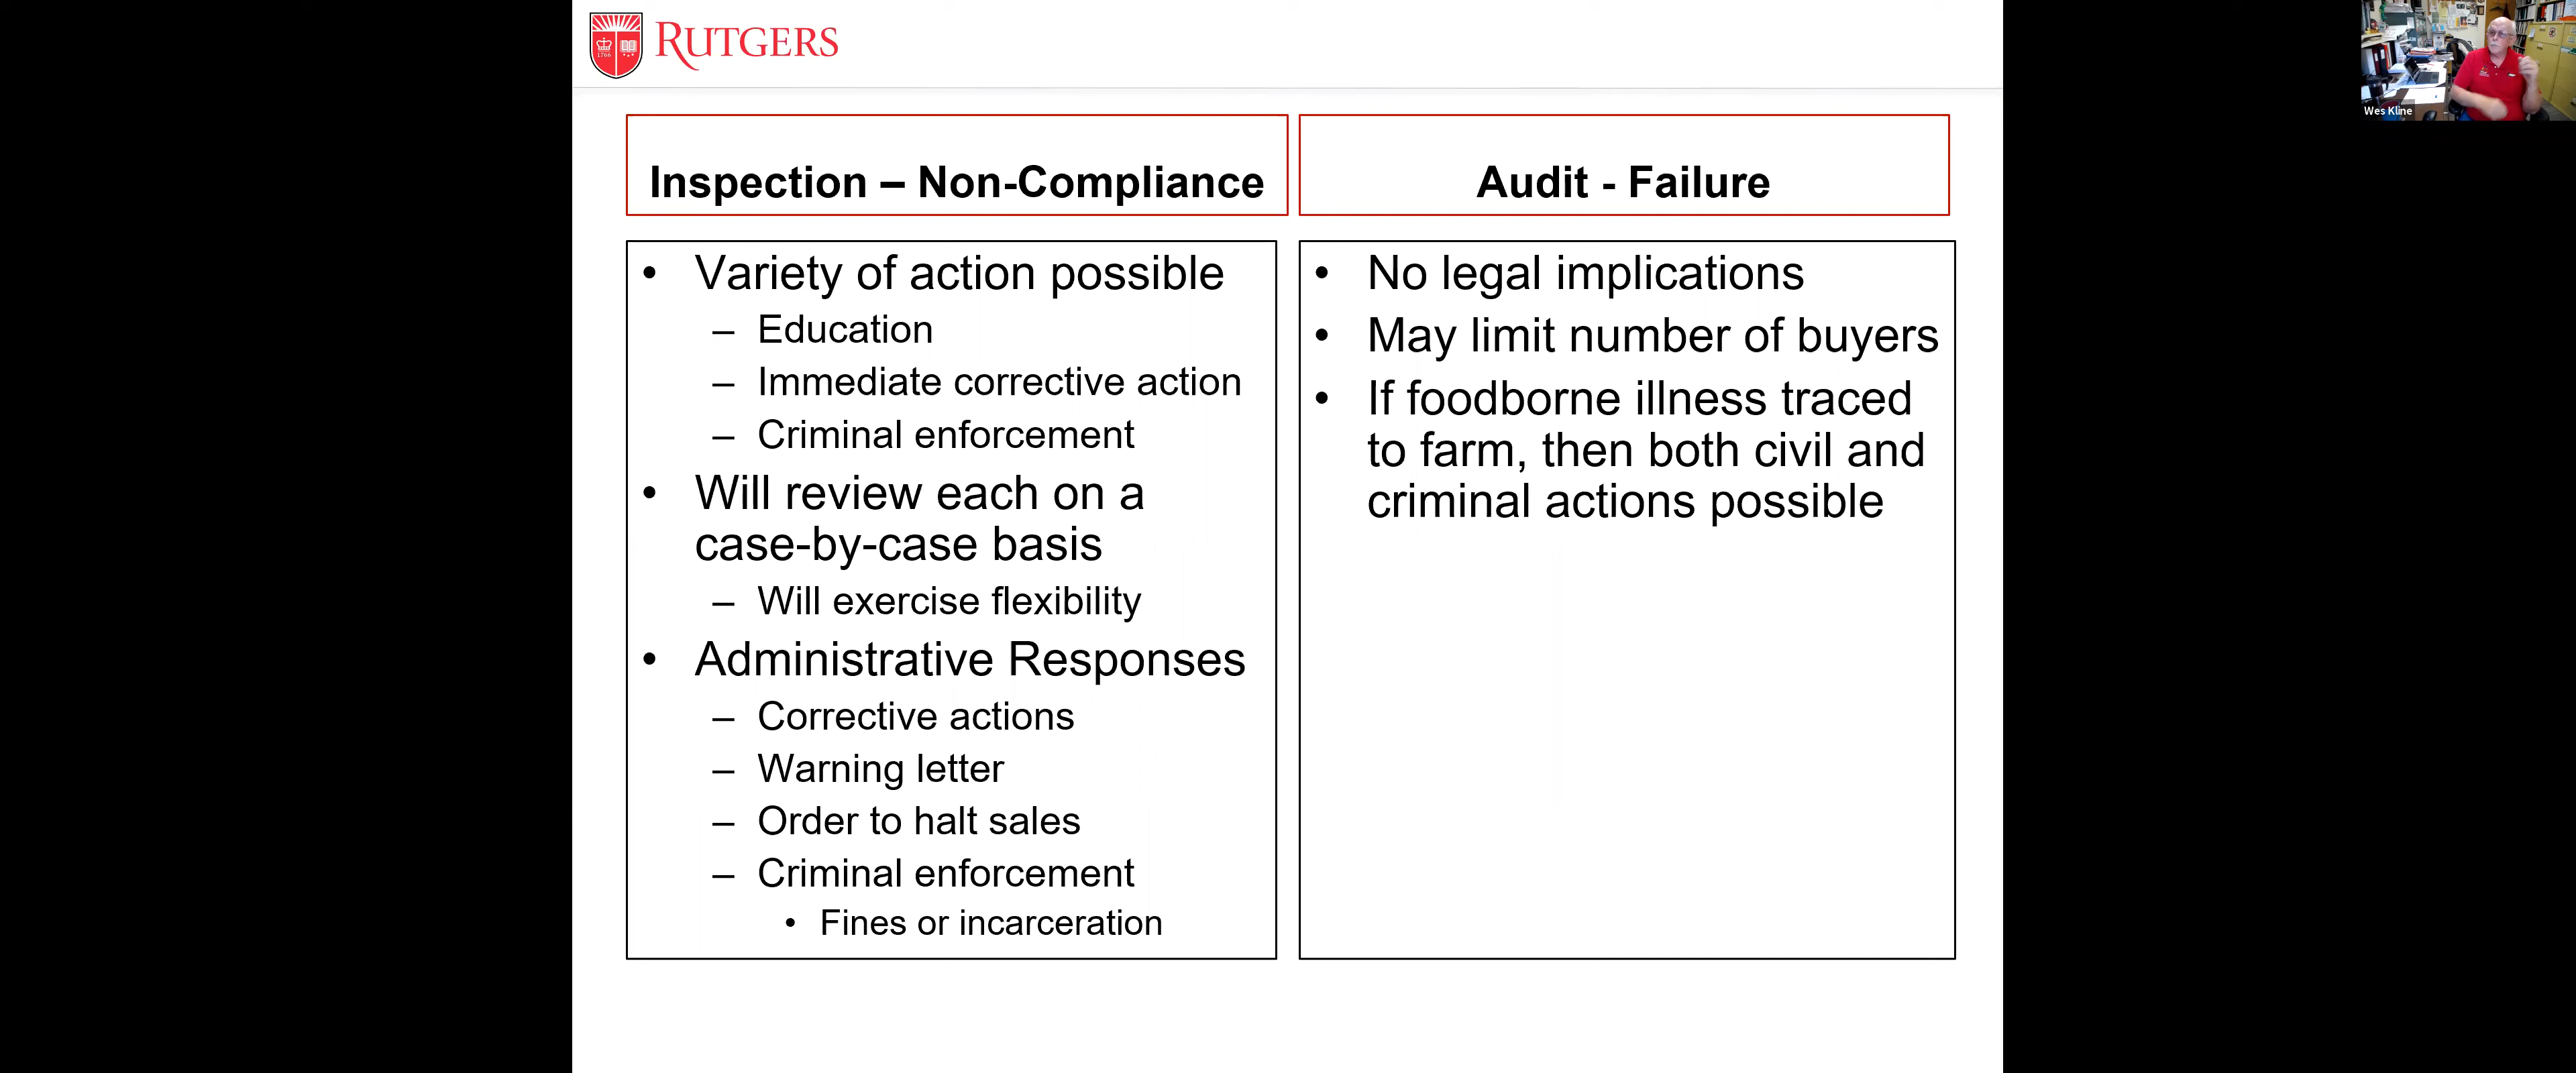 RUTGERS
1766
Wes Kline
Inspection – Non-Compliance
• Variety of action possible
– Education
– Immediate corrective action
– Criminal enforcement
• Will review each on a
case-by-case basis
– Will exercise flexibility
• Administrative Responses
– Corrective actions
– Warning letter
– Order to halt sales
– Criminal enforcement
• Fines or incarceration
Audit - Failure
• No legal implications
• May limit number of buyers
• If foodborne illness traced
to farm, then both civil and
criminal actions possible